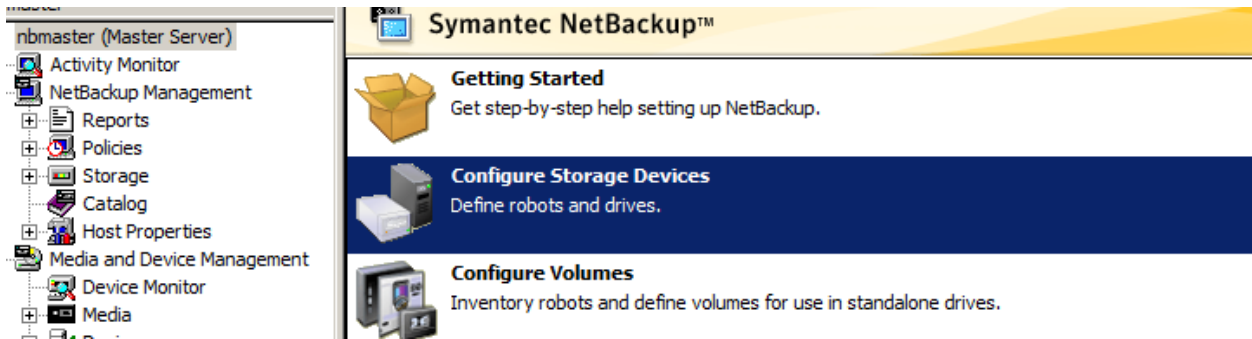 nbmaster (Master Server)
Activity Monitor
NetBackup Management
Reports
Policies
Storage
Catalog
Host Properties
Media and Device Management
Device Monitor
Media
Symantec NetBackup™
Getting Started
Get step-by-step help setting up NetBackup.
Configure Storage Devices
Define robots and drives.
Configure Volumes
Inventory robots and define volumes for use in standalone drives.